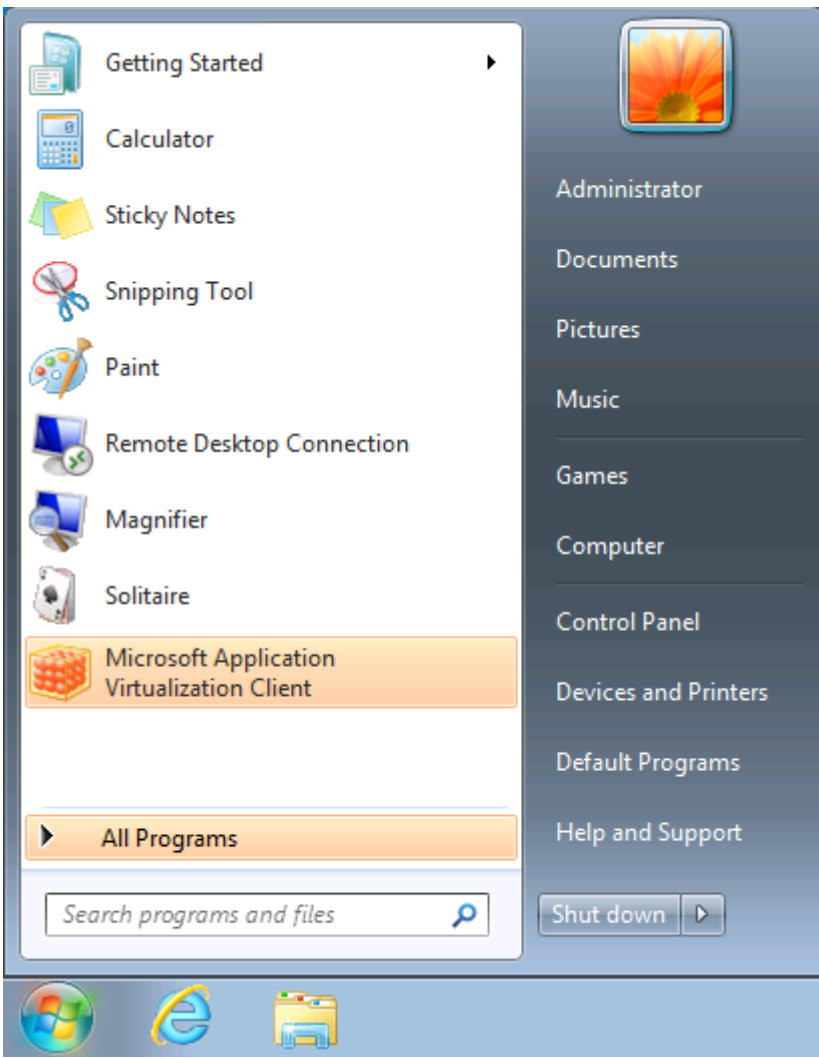 Getting Started
Calculator
Sticky Notes
Snipping Tool
Paint
Remote Desktop Connection
Magnifier
Solitaire
Microsoft Application
Virtualization Client
All Programs
Search programs and files
Administrator
Documents
Pictures
Music
Games
Computer
Control Panel
Devices and Printers
Default Programs
Help and Support
Shut down